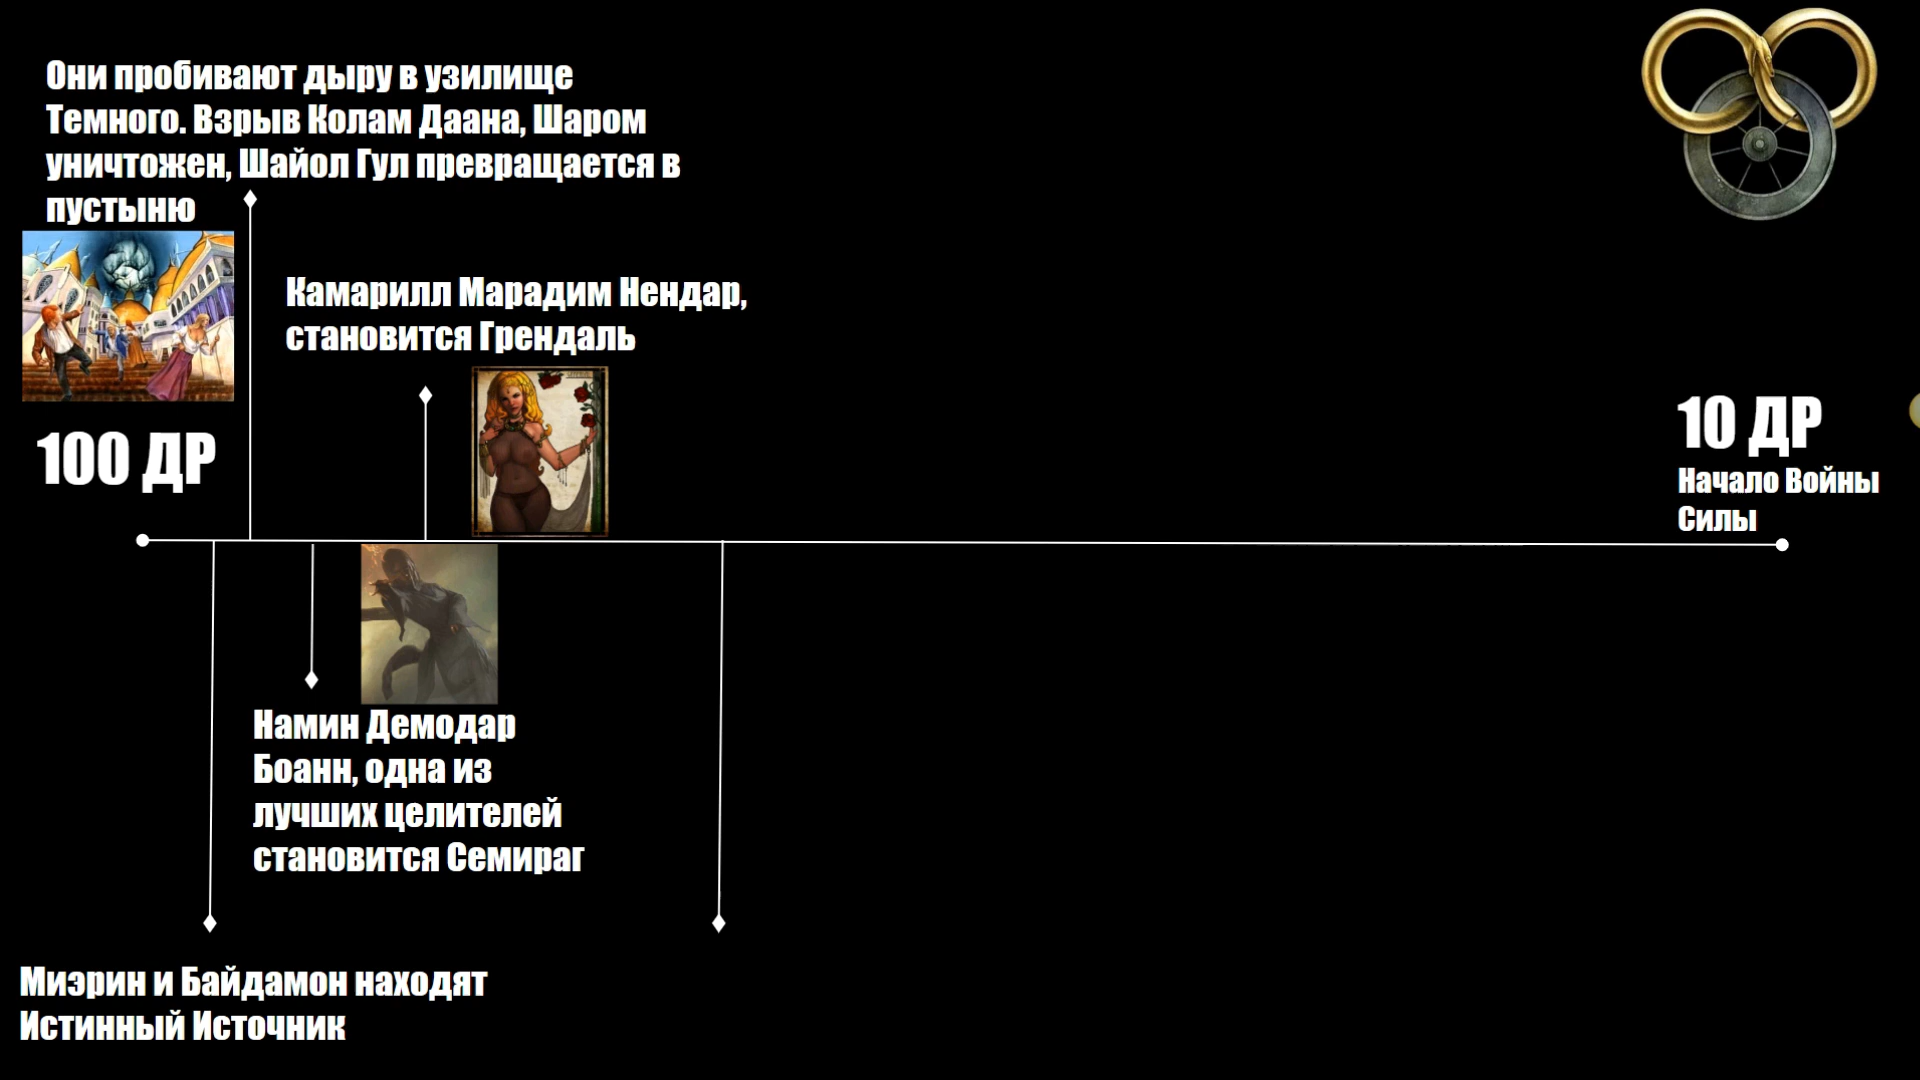 Они пробивают дыру в узилище
Темного. Взрыв Колам Даана, Шаром
уничтожен, Шайол Гул превращается в
пустыню
Камарилл Марадим Нендар,
становится Грендаль
100 ДР
10 ДР
Начало Войны
Силы
Намин Демодар
Боанн, одна из
лучших целителей
становится Семираг
Миэрин и Байдамон находят
Истинный Источник